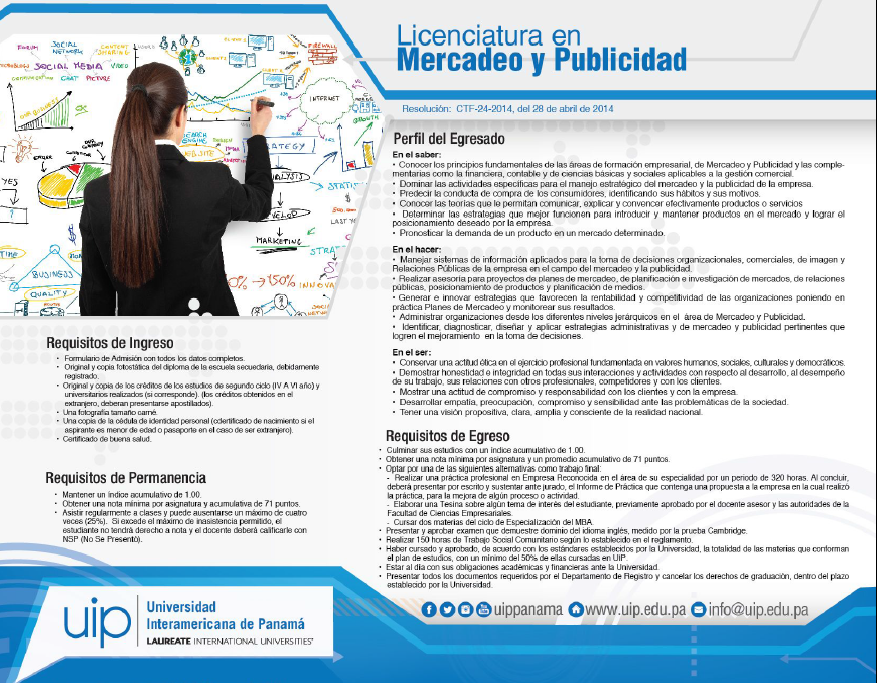 Licenciatura en
Mercadeo y Publicidad
Resolución: CTF-24-2014, del 28 de abril de 2014
FORUM
SOCIAL
NETWORK
CONTENT
SHARING
SOCIAL MEDIA VIDEO
CHAT PICTURE
FIREWALL
INTERNET
GROWTH
SEARCH
ENGINE
YES
ATEGY
ALYSIS
MARKETING
BUSINESS
QUALITY
150% INNOVA
Perfil del Egresado
En el saber:
• Conocer los principios fundamentales de las áreas de formación empresarial, de Mercadeo y Publicidad y las comple-
mentarias como la financiera, contable y de ciencias básicas y sociales aplicables a la gestión comercial.
• Dominar las actividades específicas para el manejo estratégico del mercadeo y la publicidad de la empresa.
• Predecir la conducta de compra de los consumidores, identificando sus hábitos y sus motivos.
• Conocer las teorías que le permitan comunicar, explicar y convencer efectivamente productos o servicios
• Determinar las estrategias que mejor funcionen para introducir y mantener productos en el mercado y lograr el
posicionamiento deseado por la empresa.
• Pronosticar la demanda de un producto en un mercado determinado.
En el hacer:
• Manejar sistemas de información aplicados para la toma de decisiones organizacionales, comerciales, de imagen y
Relaciones Públicas de la empresa en el campo del mercadeo y la publicidad.
• Realizar asesoría para proyectos de planes de mercadeo, de planificación e investigación de mercados, de relaciones
públicas, posicionamiento de productos y planificación de medios.
• Generar e innovar estrategias que favorecen la rentabilidad y competitividad de las organizaciones poniendo en
práctica Planes de Mercadeo y monitorear sus resultados.
• Administrar organizaciones desde los diferentes niveles jerárquicos en el área de Mercadeo y Publicidad.
• Identificar, diagnosticar, diseñar y aplicar estrategias administrativas y de mercadeo y publicidad pertinentes que
logren el mejoramiento en la toma de decisiones.
En el ser:
• Conservar una actitud ética en el ejercicio profesional fundamentada en valores humanos, sociales, culturales y democráticos.
• Demostrar honestidad e integridad en todas sus interacciones y actividades con respecto al desarrollo, al desempeño
de su trabajo, sus relaciones con otros profesionales, competidores y con los clientes.
• Mostrar una actitud de compromiso y responsabilidad con los clientes y con la empresa.
• Desarrollar empatía, preocupación, compromiso y sensibilidad ante las problemáticas de la sociedad.
• Tener una visión propositiva, clara, amplia y consciente de la realidad nacional.
Requisitos de Ingreso
• Formulario de Admisión con todos los datos completos.
• Original y copia fotostática del diploma de la escuela secundaria, debidamente
registrado.
• Original y copia de los créditos de los estudios de segundo ciclo (IV A VI año) y
universitarios realizados (si corresponde). (los créditos obtenidos en el
extranjero, deberan presentarse apostillados).
• Una fotografía tamaño carné.
• Una copia de la cédula de identidad personal (cdertificado de nacimiento si el
aspirante es menor de edad o pasaporte en el caso de ser extranjero).
• Certificado de buena salud.
Requisitos de Permanencia
• Mantener un índice acumulativo de 1.00.
• Obtener una nota mínima por asignatura y acumulativa de 71 puntos.
• Asistir regularmente a clases y puede ausentarse un máximo de cuatro
veces (25%). Si excede el máximo de inasistencia permitido, el
estudiante no tendrá derecho a nota y el docente deberá calificarle con
NSP (No Se Presentó).
Requisitos de Egreso
• Culminar sus estudios con un índice acumulativo de 1.00.
• Obtener una nota mínima por asignatura y un promedio acumulativo de 71 puntos.
• Optar por una de las siguientes alternativas como trabajo final:
- Realizar una práctica profesional en Empresa Reconocida en el área de su especialidad por un periodo de 320 horas. Al concluir,
deberá presentar por escrito y sustentar ante jurado, el Informe de Práctica que contenga una propuesta a la empresa en la cual realizó
la práctica, para la mejora de algún proceso o actividad.
- Elaborar una Tesina sobre algún tema de interés del estudiante, previamente aprobado por el docente asesor y las autoridades de la
Facultad de Ciencias Empresariales.
- Cursar dos materias del ciclo de Especialización del MBA.
• Presentar y aprobar examen que demuestre dominio del idioma inglés, medido por la prueba Cambridge.
• Realizar 150 horas de Trabajo Social Comunitario según lo establecido en el reglamento.
• Haber cursado y aprobado, de acuerdo con los estándares establecidos por la Universidad, la totalidad de las materias que conforman
el plan de estudios, con un mínimo del 50% de ellas cursadas en UIP.
• Estar al día con sus obligaciones académicas y financieras ante la Universidad.
• Presentar todos los documentos requeridos por el Departamento de Registro y cancelar los derechos de graduación, dentro del plazo
establecido por la Universidad.
uip
Universidad
Interamericana de Panamá
LAUREATE INTERNATIONAL UNIVERSITIES®
uippanama www.uip.edu.pa info@uip.edu.pa